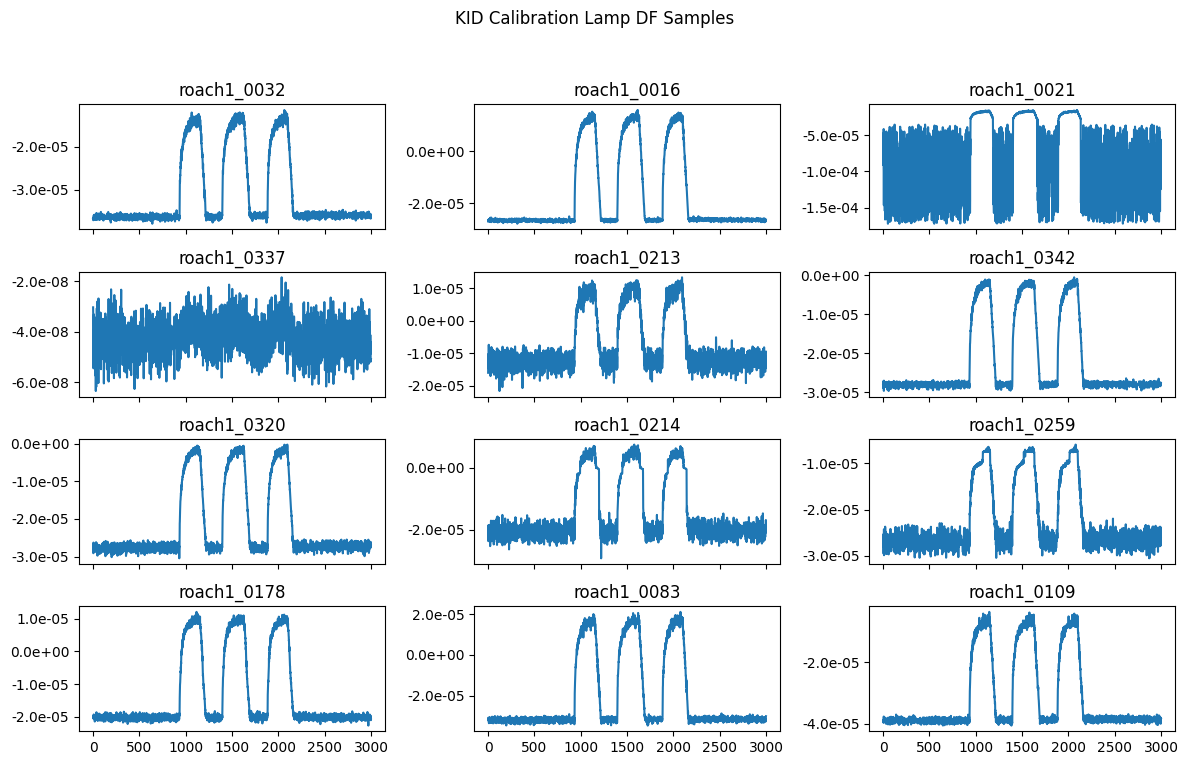 KID Calibration Lamp DF Samples
roach1_0032
-2.0e-05
-3.0e-05
roach1_0016
0.0e+00
-2.0e-05
roach1_0021
-5.0e-05
-1.0e-04
-1.5e-04
roach1_0337
-2.0e-08
-4.0e-08
-6.0e-08
roach1_0213
1.0e-05
0.0e+00
-1.0e-05
-2.0e-05
roach1_0342
0.0e+00
-1.0e-05
-2.0e-05
-3.0e-05
roach1_0320
0.0e+00
-1.0e-05
-2.0e-05
-3.0e-05
roach1_0214
0.0e+00
-2.0e-05
roach1_0259
-1.0e-05
-2.0e-05
-3.0e-05
roach1_0178
1.0e-05
0.0e+00
-1.0e-05
-2.0e-05
0 500 1000 1500 2000 2500 3000
roach1_0083
2.0e-05
0.0e+00
-2.0e-05
0 500 1000 1500 2000 2500 3000
roach1_0109
-2.0e-05
-4.0e-05
0 500 1000 1500 2000 2500 3000